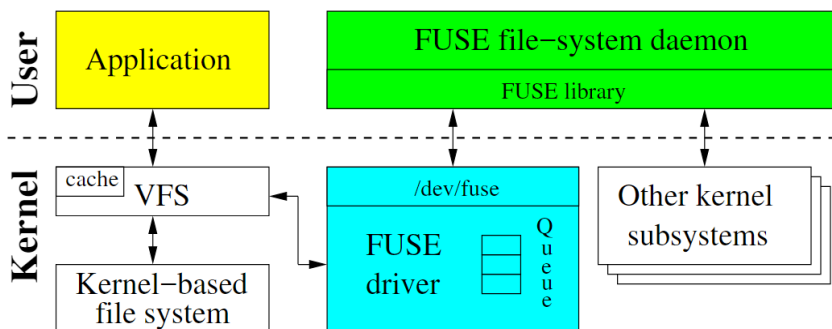 User
Application
FUSE file−system daemon
FUSE library
Kernel
cache
VFS
Kernel−based
file system
/dev/fuse
FUSE
driver
Queue
Other kernel
subsystems